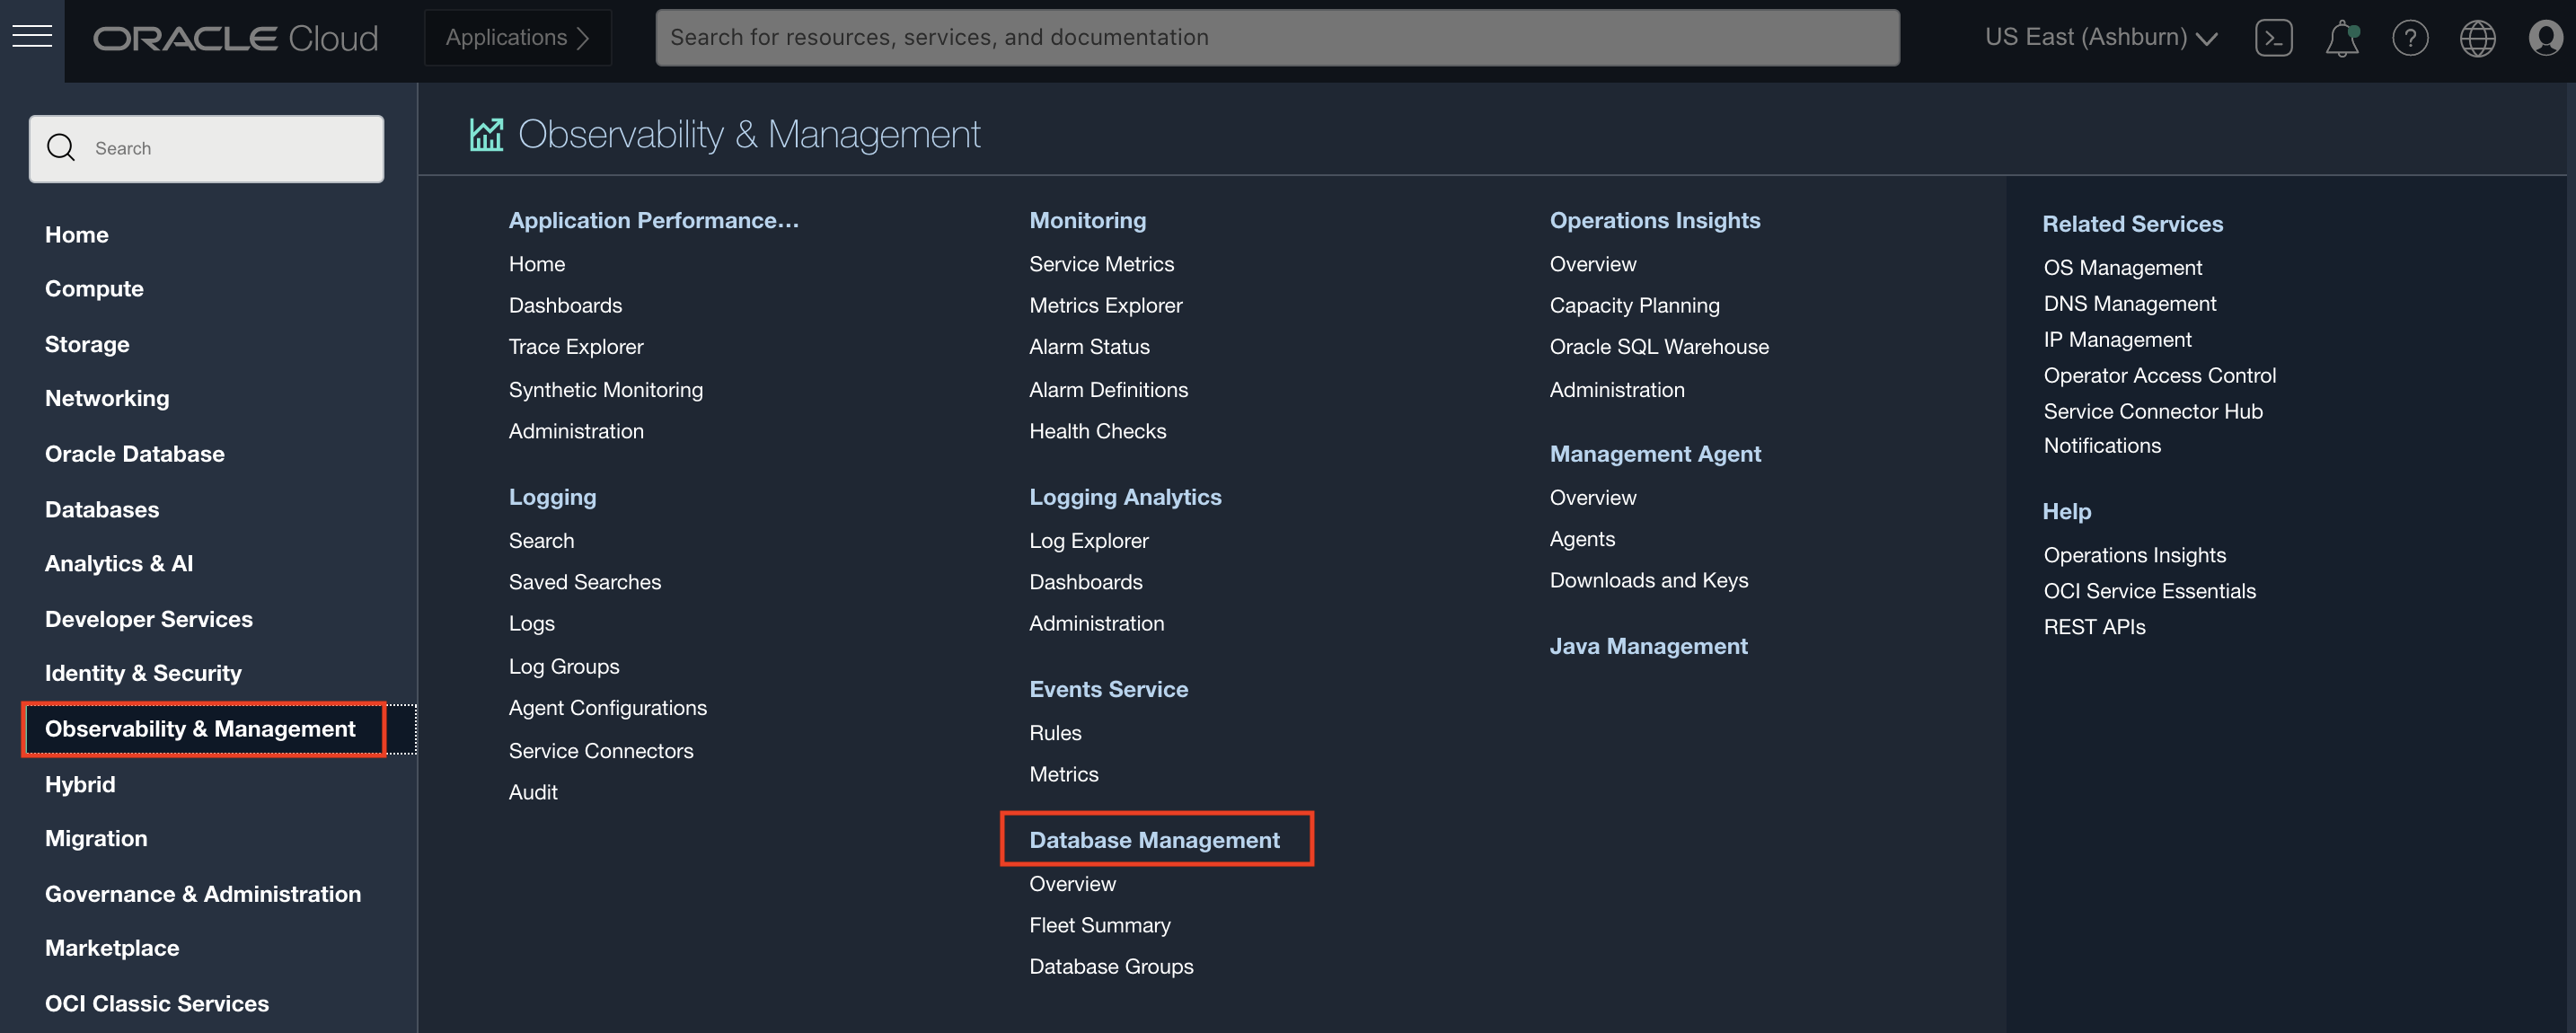 ORACLE Cloud
Applications
Search for resources, services, and documentation
US East (Ashburn)
Search
Home
Compute
Storage
Networking
Oracle Database
Databases
Analytics & AI
Developer Services
Identity & Security
Observability & Management
Hybrid
Migration
Governance & Administration
Marketplace
OCI Classic Services
Observability & Management
Application Performance...
Home
Dashboards
Trace Explorer
Synthetic Monitoring
Administration
Logging
Search
Saved Searches
Logs
Log Groups
Agent Configurations
Service Connectors
Audit
Monitoring
Service Metrics
Metrics Explorer
Alarm Status
Alarm Definitions
Health Checks
Logging Analytics
Log Explorer
Dashboards
Administration
Events Service
Rules
Metrics
Database Management
Overview
Fleet Summary
Database Groups
Operations Insights
Overview
Capacity Planning
Oracle SQL Warehouse
Administration
Management Agent
Overview
Agents
Downloads and Keys
Java Management
Related Services
OS Management
DNS Management
IP Management
Operator Access Control
Service Connector Hub
Notifications
Help
Operations Insights
OCI Service Essentials
REST APIs